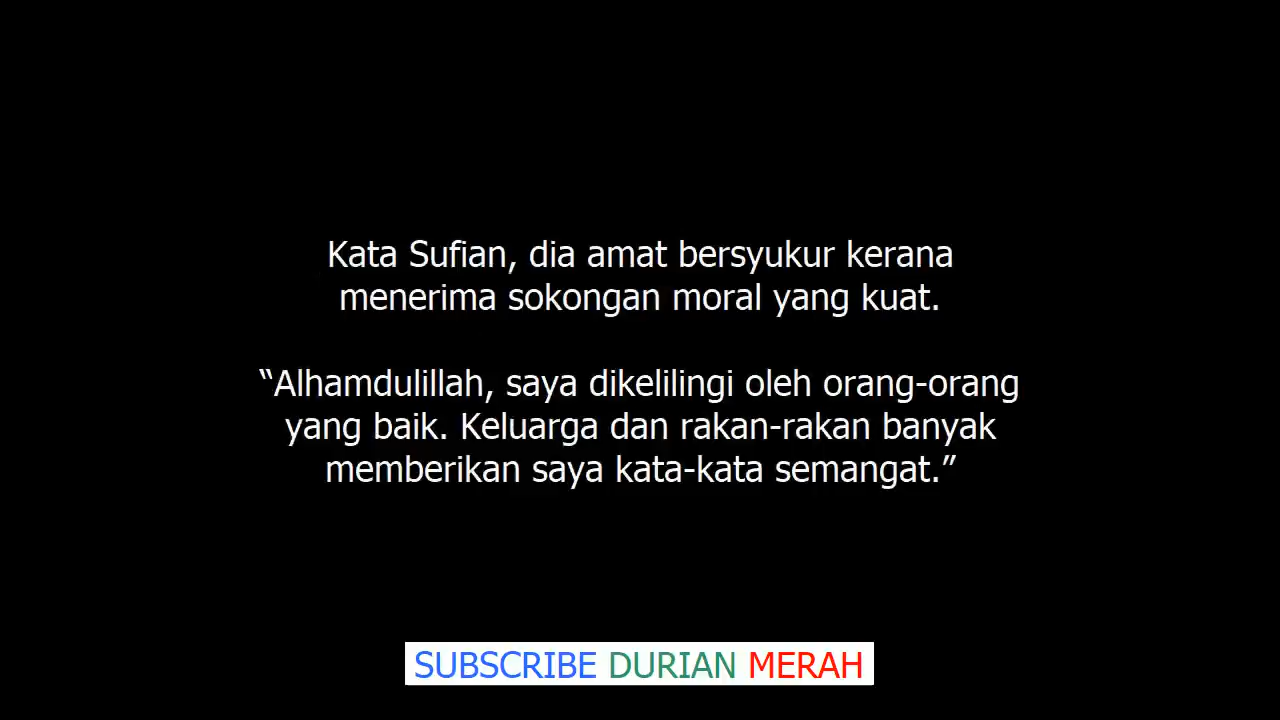 Kata Sufian, dia amat bersyukur kerana
menerima sokongan moral yang kuat.
“Alhamdulillah, saya dikelilingi oleh orang-orang
yang baik. Keluarga dan rakan-rakan banyak
memberikan saya kata-kata semangat.”
SUBSCRIBE DURIAN MERAH